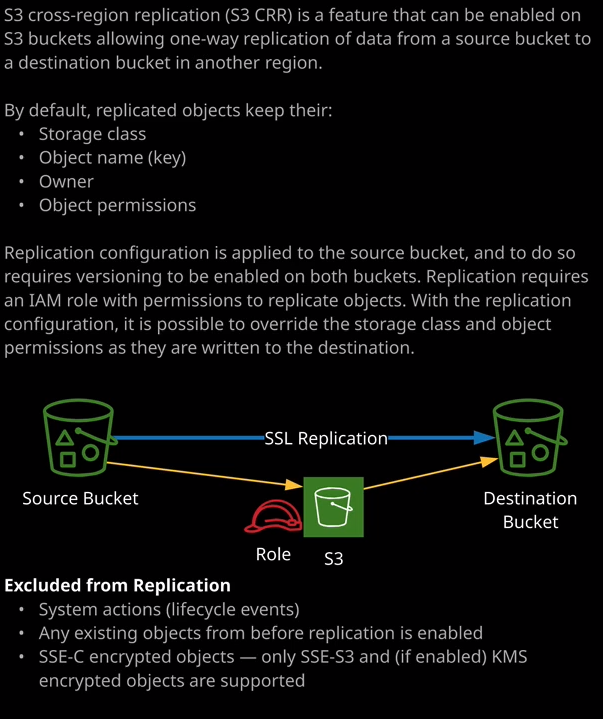 S3 cross-region replication (S3 CRR) is a feature that can be enabled on
S3 buckets allowing one-way replication of data from a source bucket to
a destination bucket in another region.
By default, replicated objects keep their:
• Storage class
• Object name (key)
• Owner
• Object permissions
Replication configuration is applied to the source bucket, and to do so
requires versioning to be enabled on both buckets. Replication requires
an IAM role with permissions to replicate objects. With the replication
configuration, it is possible to override the storage class and object
permissions as they are written to the destination.
SSL Replication
Source Bucket
Destination
Bucket
Role
S3
Excluded from Replication
• System actions (lifecycle events)
• Any existing objects from before replication is enabled
• SSE-C encrypted objects — only SSE-S3 and (if enabled) KMS
encrypted objects are supported